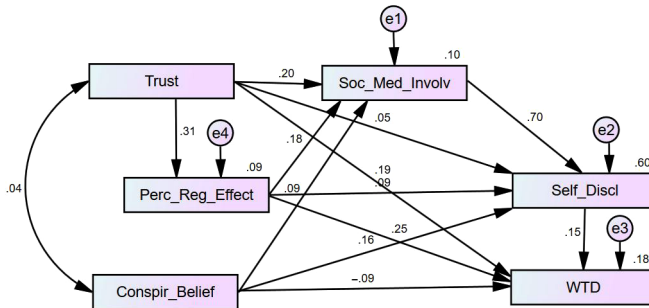 e1
.10
Trust
.20
Soc_Med_Involv
.05
.70
.31
e4
.18
e2
.09
.19
.60
.04
Perc_Reg_Effect
.09
.09
Self_Discl
.25
.16
.15
e3
Conspir_Belief
-.09
.18
WTD